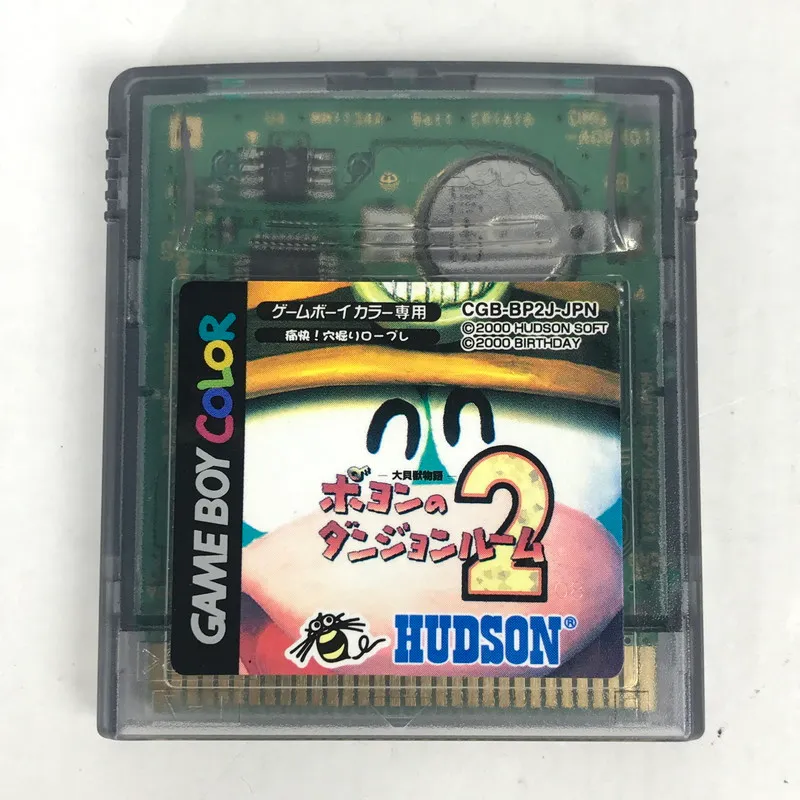 GAME BOY COLOR
ゲームボーイカラー専用
CGB-BP2J-JPN
痛快!穴掘りロープレ
©2000 HUDSON SOFT
©2000 BIRTHDAY
大貝獣物語
ポヨンの
ダンジョンルーム
2
HUDSON®